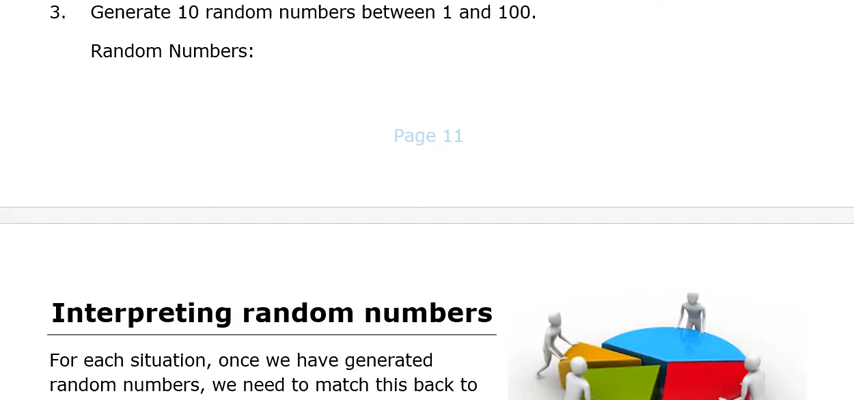 3. Generate 10 random numbers between 1 and 100.
Random Numbers:
Page 11
Interpreting random numbers
For each situation, once we have generated
random numbers, we need to match this back to